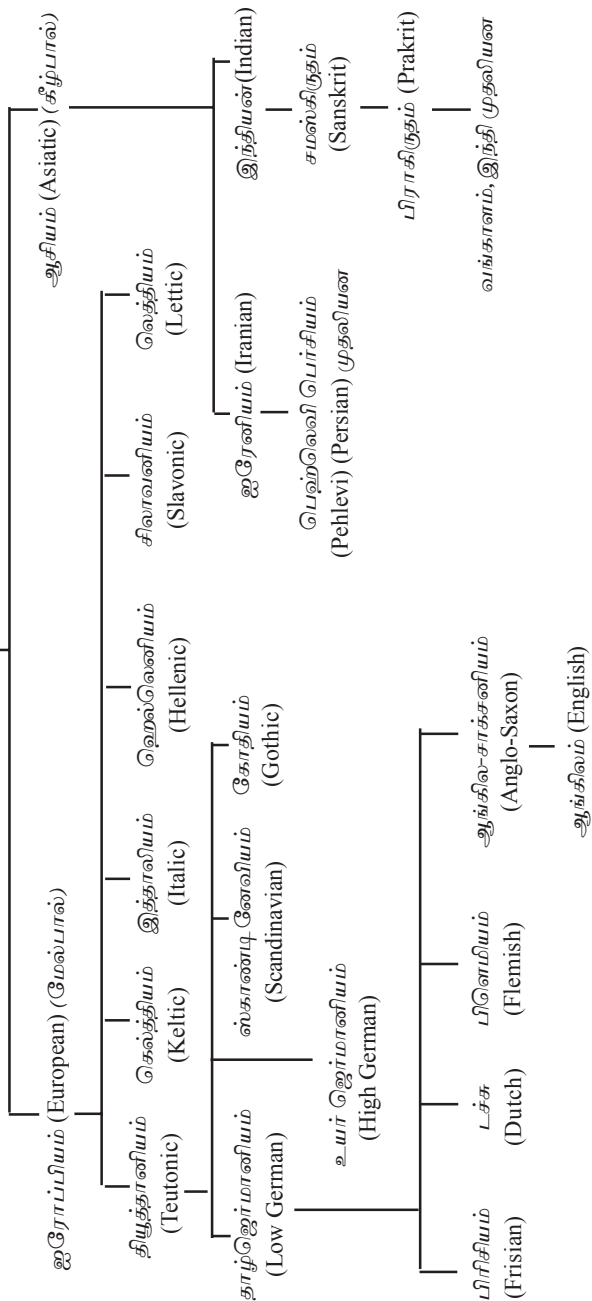 ஐரோப்பியம் (European) (மேல்பால்)
ஆசியம் (Asiatic) (கீழ்பால்)
தியூத்தானியம்
(Teutonic)
கெல்த்தியம்
(Keltic)
இத்தாலியம்
(Italic)
ஹெல்லெனியம்
(Hellenic)
சிலாவனியம்
(Slavonic)
லெத்தியம்
(Lettic)
ஐரேனியம் (Iranian)
இந்தியன்(Indian)
தாழ்ஜெர்மானியம்
(Low German)
ஸ்காண்டி னேவியம்
(Scandinavian)
கோதியம்
(Gothic)
பெஹ்லெவி பெர்சியம்
(Pehlevi) (Persian) முதலியன
சமஸ்கிருதம்
(Sanskrit)
உயர் ஜெர்மானியம்
(High German)
பிராகிருதம் (Prakrit)
வங்காளம், இந்தி முதலியன
பிரிசியம்
(Frisian)
டச்சு
(Dutch)
பிளெமியம்
(Flemish)
ஆங்கில-சாக்சனியம்
(Anglo-Saxon)
ஆங்கிலம் (English)